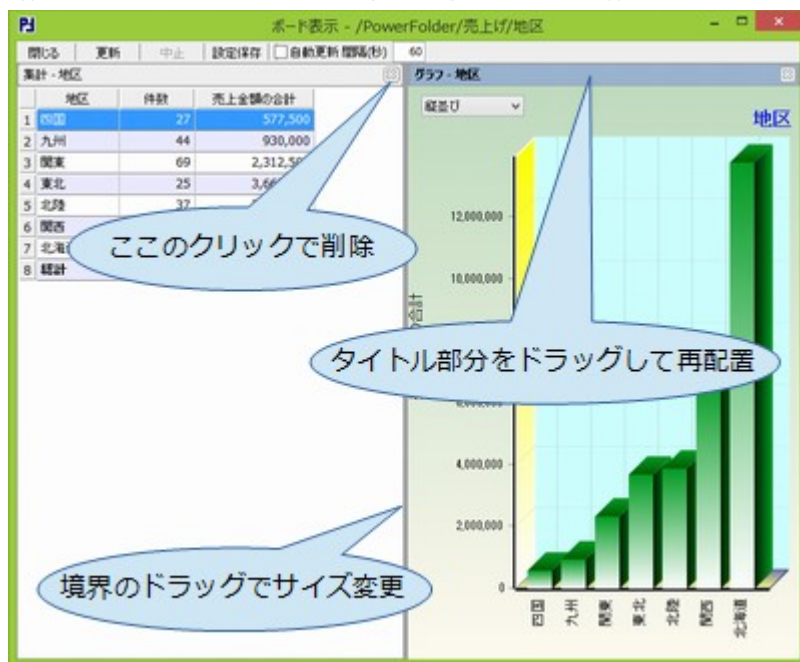 ボード表示 - /PowerFolder/売上げ/地区
閉じる 更新 中止 設定保存 自動更新 間隔(秒) 60
集計 - 地区
地区 件数 売上金額の合計
1 四国 27 577,500
2 九州 44 930,000
3 関東 69 2,312,500
4 東北 25
5 北陸 37
6 関西
7 北海道
8 総計
ここのクリックで削除
境界のドラッグでサイズ変更
グラフ - 地区
縦並び
地区
12,000,000
10,000,000
の合計
タイトル部分をドラッグして再配置
4,000,000
2,000,000
0
四国
九州
関東
東北
北陸
関西
北海道